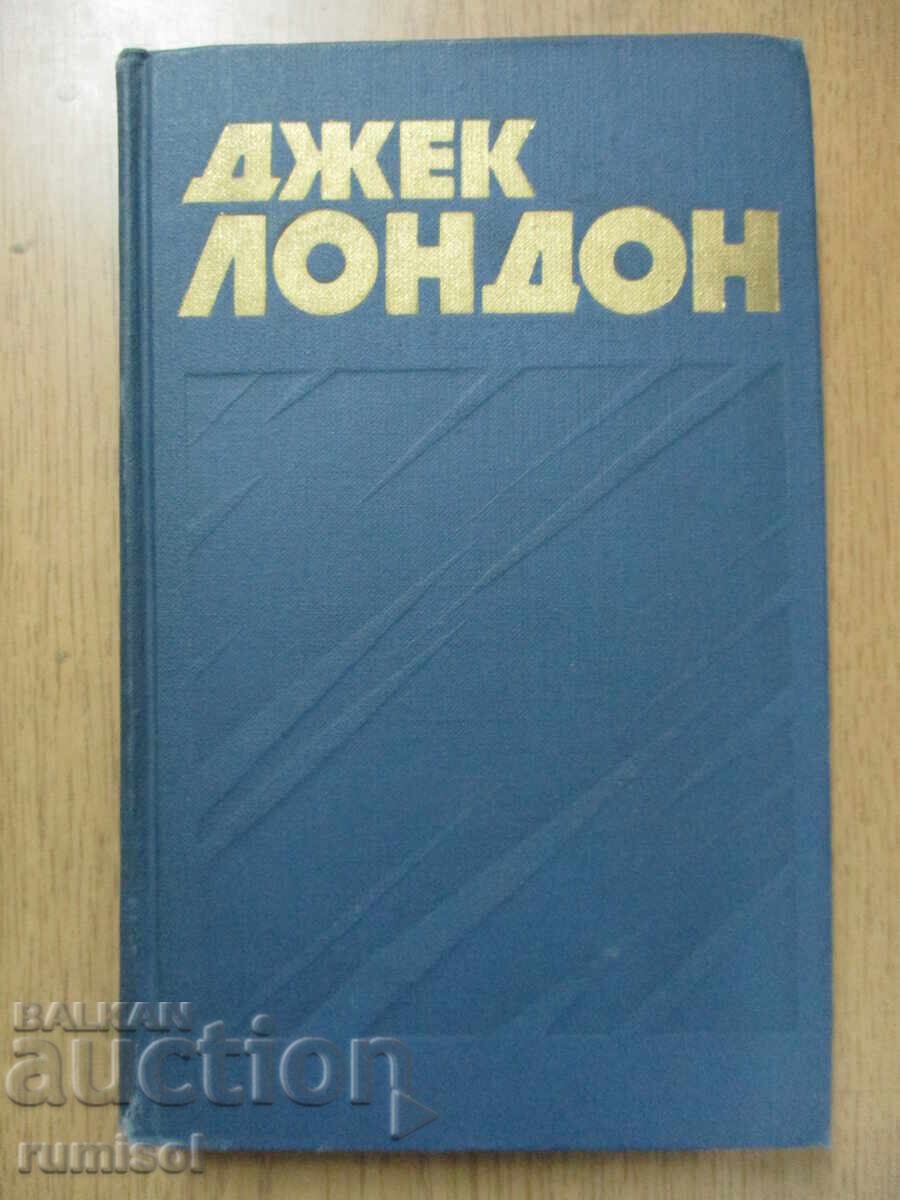 ДЖЕК
ЛОНДОН
BALKAN
auction
rumisol